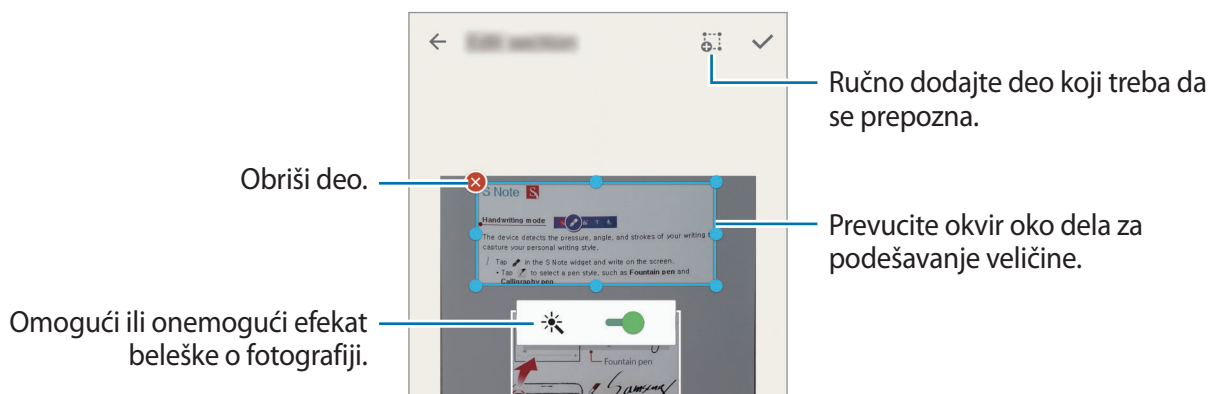 Edit section
Ručno dodajte deo koji treba da
se prepozna.
Obriši deo.
S Note
Handwriting mode
The device detects the pressure, angle, and strokes of your writing
capture your personal writing style.
Tap in the S Note widget and write on the screen.
• Tap to select a pen style, such as Fountain pen and
Calligraphy pen
Prevucite okvir oko dela za
podešavanje veličine.
Omogući ili onemogući efekat
beleške o fotografiji.
Fountain pen
Samsung